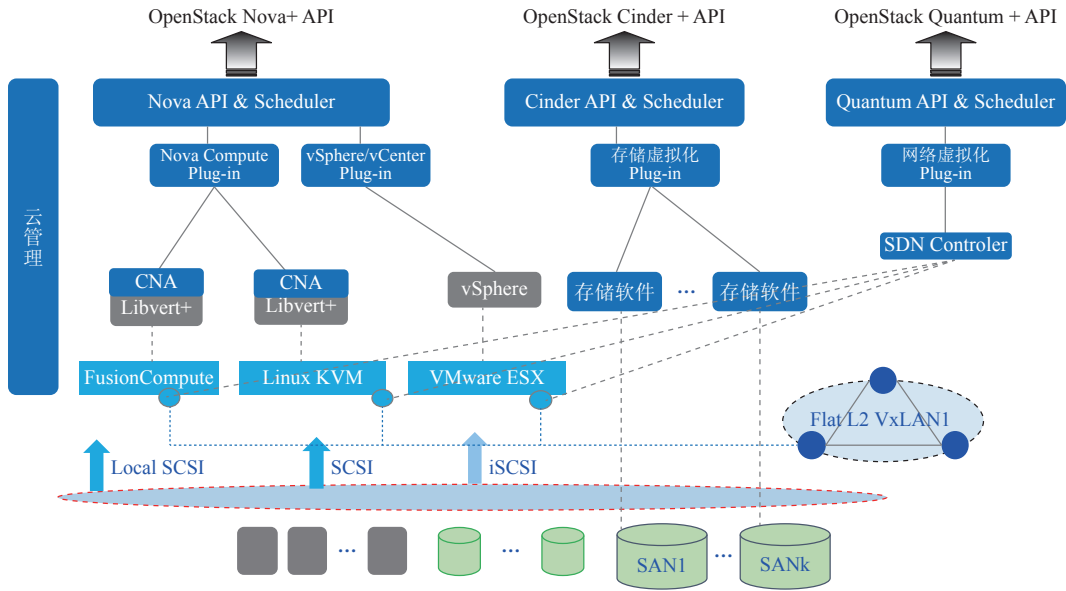 OpenStack Nova+ API
OpenStack Cinder + API
OpenStack Quantum + API
云管理
Nova API & Scheduler
Cinder API & Scheduler
Quantum API & Scheduler
Nova Compute
Plug-in
vSphere/vCenter
Plug-in
存储虚拟化
Plug-in
网络虚拟化
Plug-in
SDN Controler
CNA
Libvert+
CNA
Libvert+
vSphere
存储软件
...
存储软件
FusionCompute
Linux KVM
VMware ESX
Flat L2 VxLAN1
Local SCSI
SCSI
iSCSI
...
...
SAN1
...
SANk